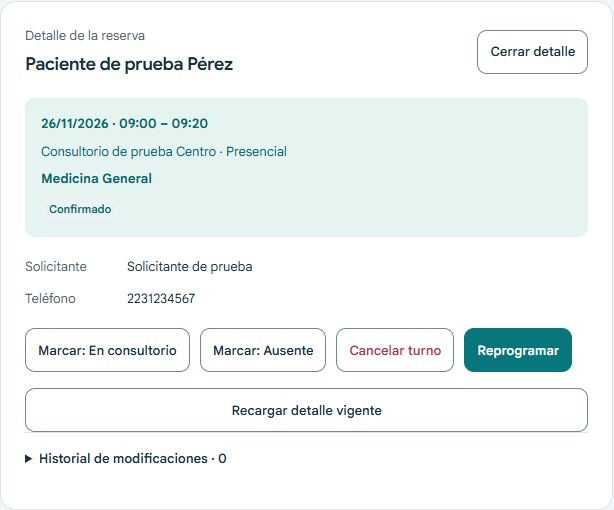 Detalle de la reserva
Paciente de prueba Pérez
Cerrar detalle
26/11/2026 · 09:00 – 09:20
Consultorio de prueba Centro · Presencial
Medicina General
Confirmado
Solicitante Solicitante de prueba
Teléfono 2231234567
Marcar: En consultorio Marcar: Ausente Cancelar turno Reprogramar
Recargar detalle vigente
Historial de modificaciones · 0